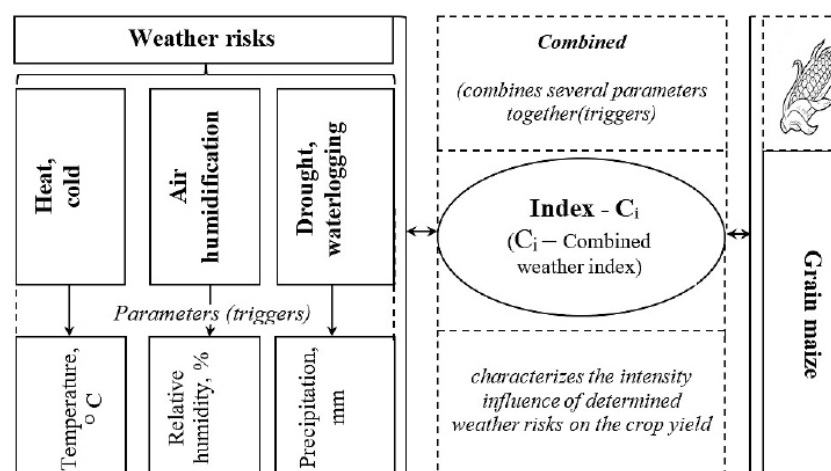 Weather risks
Heat,
cold
Air
humidification
Drought,
waterlogging
Parameters (triggers)
Temperature,
°C
Relative
humidity, %
Precipitation,
mm
Combined
(combines several parameters
together(triggers)
Index - Ci
(Ci – Combined
weather index)
characterizes the intensity
influence of determined
weather risks on the crop yield
Grain maize